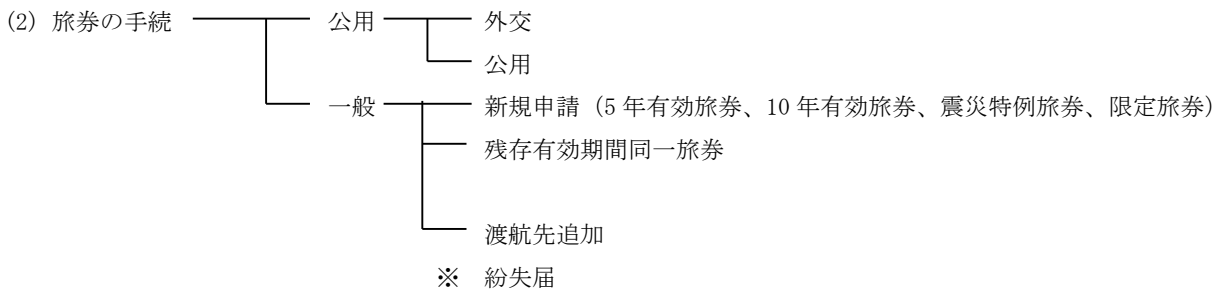 (2) 旅券の手続 公用 外交
公用
一般 新規申請（5 年有効旅券、10 年有効旅券、震災特例旅券、限定旅券）
残存有効期間同一旅券
渡航先追加
※ 紛失届